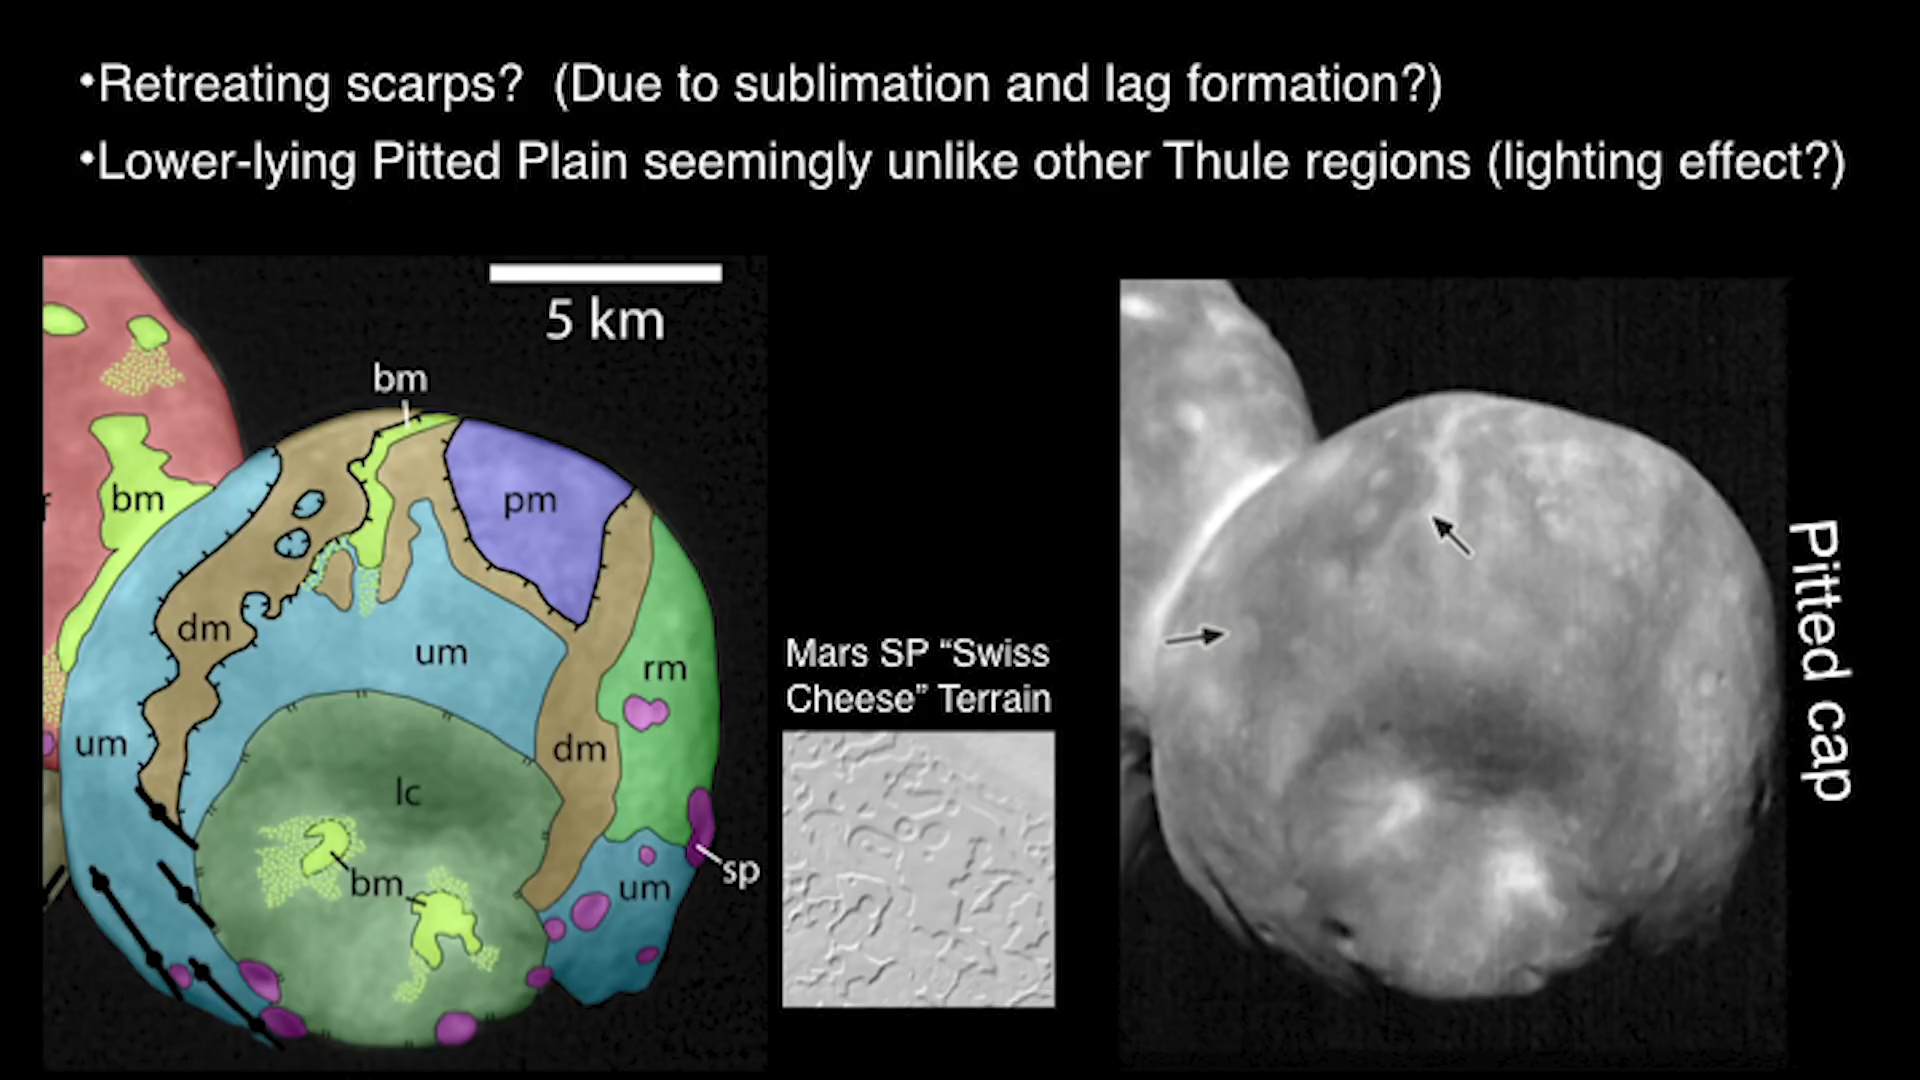 •Retreating scarps?  (Due to sublimation and lag formation?)
•Lower-lying Pitted Plain seemingly unlike other Thule regions (lighting effect?)
5 km
bm
bm
pm
dm
um
rm
um
dm
lc
bm
um
sp
Mars SP “Swiss
Cheese” Terrain
Pitted cap